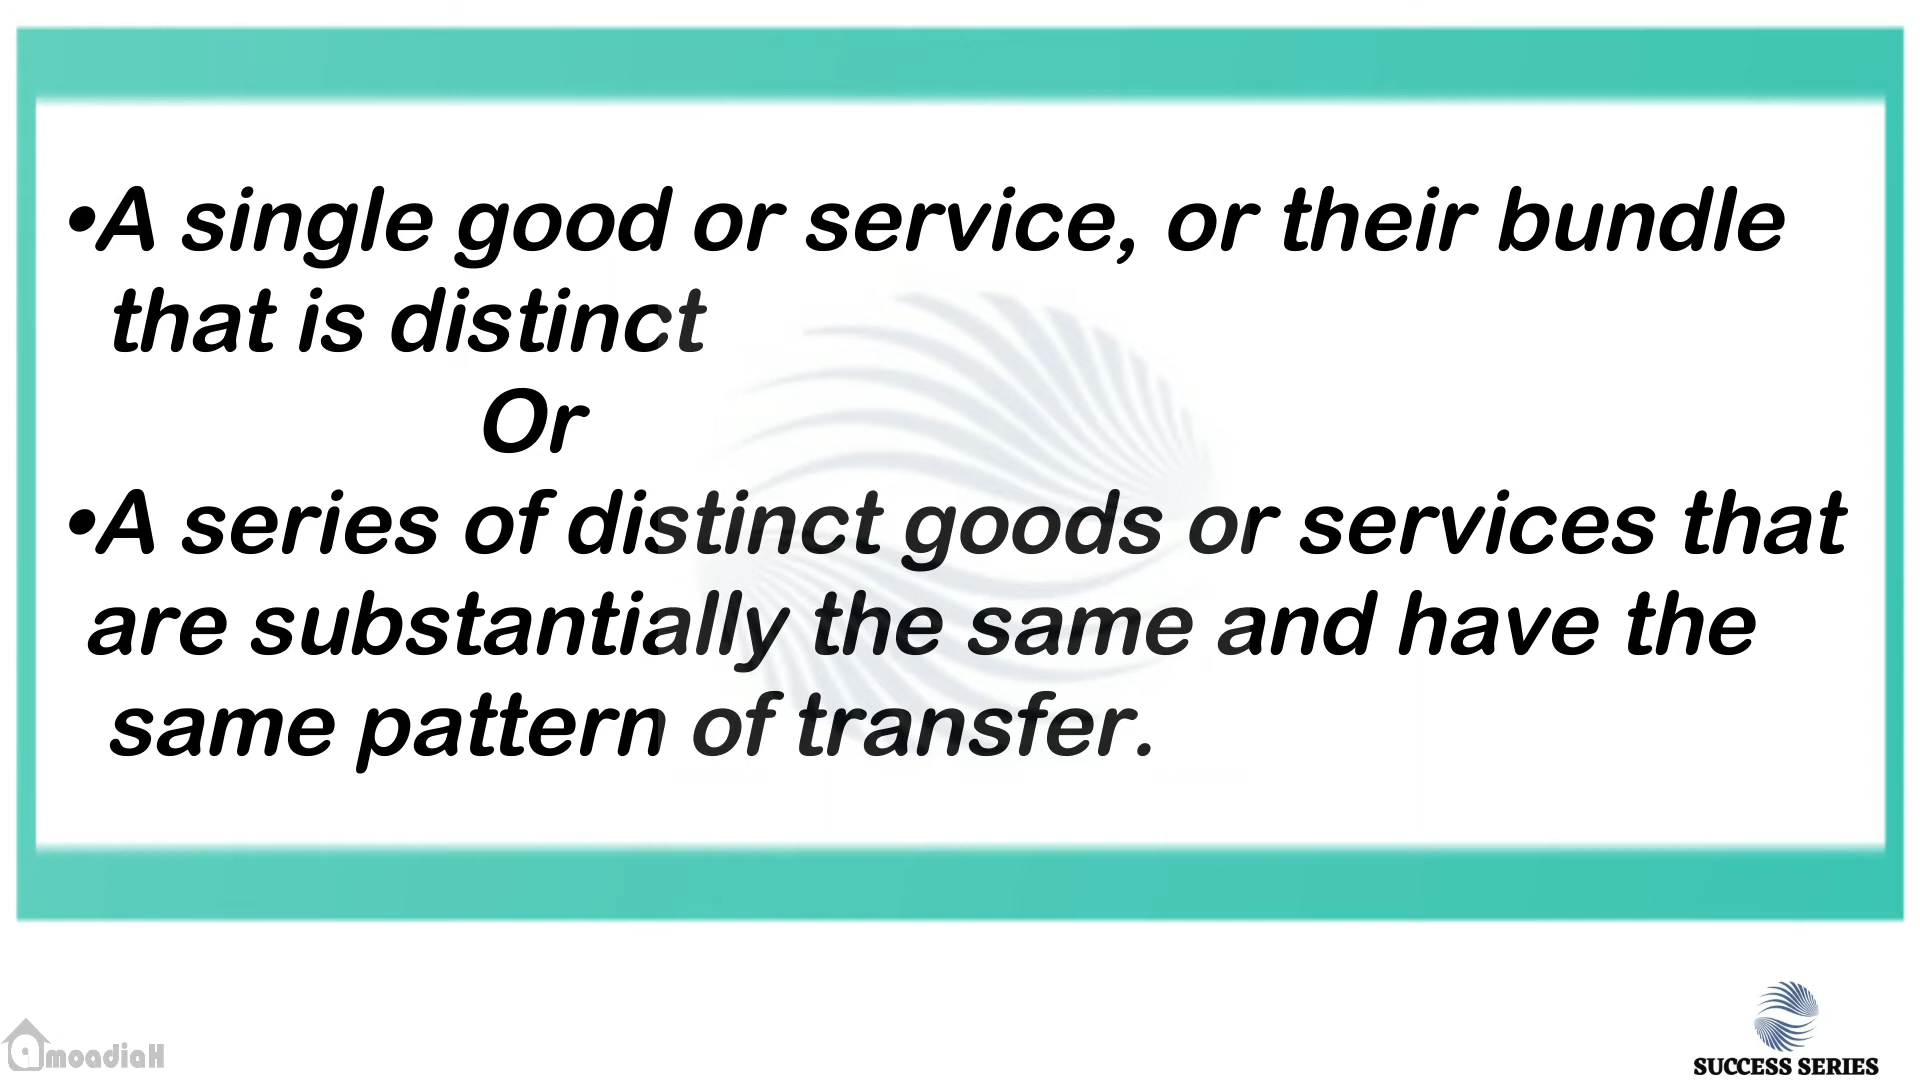 •A single good or service, or their bundle
that is distinct
Or
•A series of distinct goods or services that
are substantially the same and have the
same pattern of transfer.
amoadiaH
SUCCESS SERIES